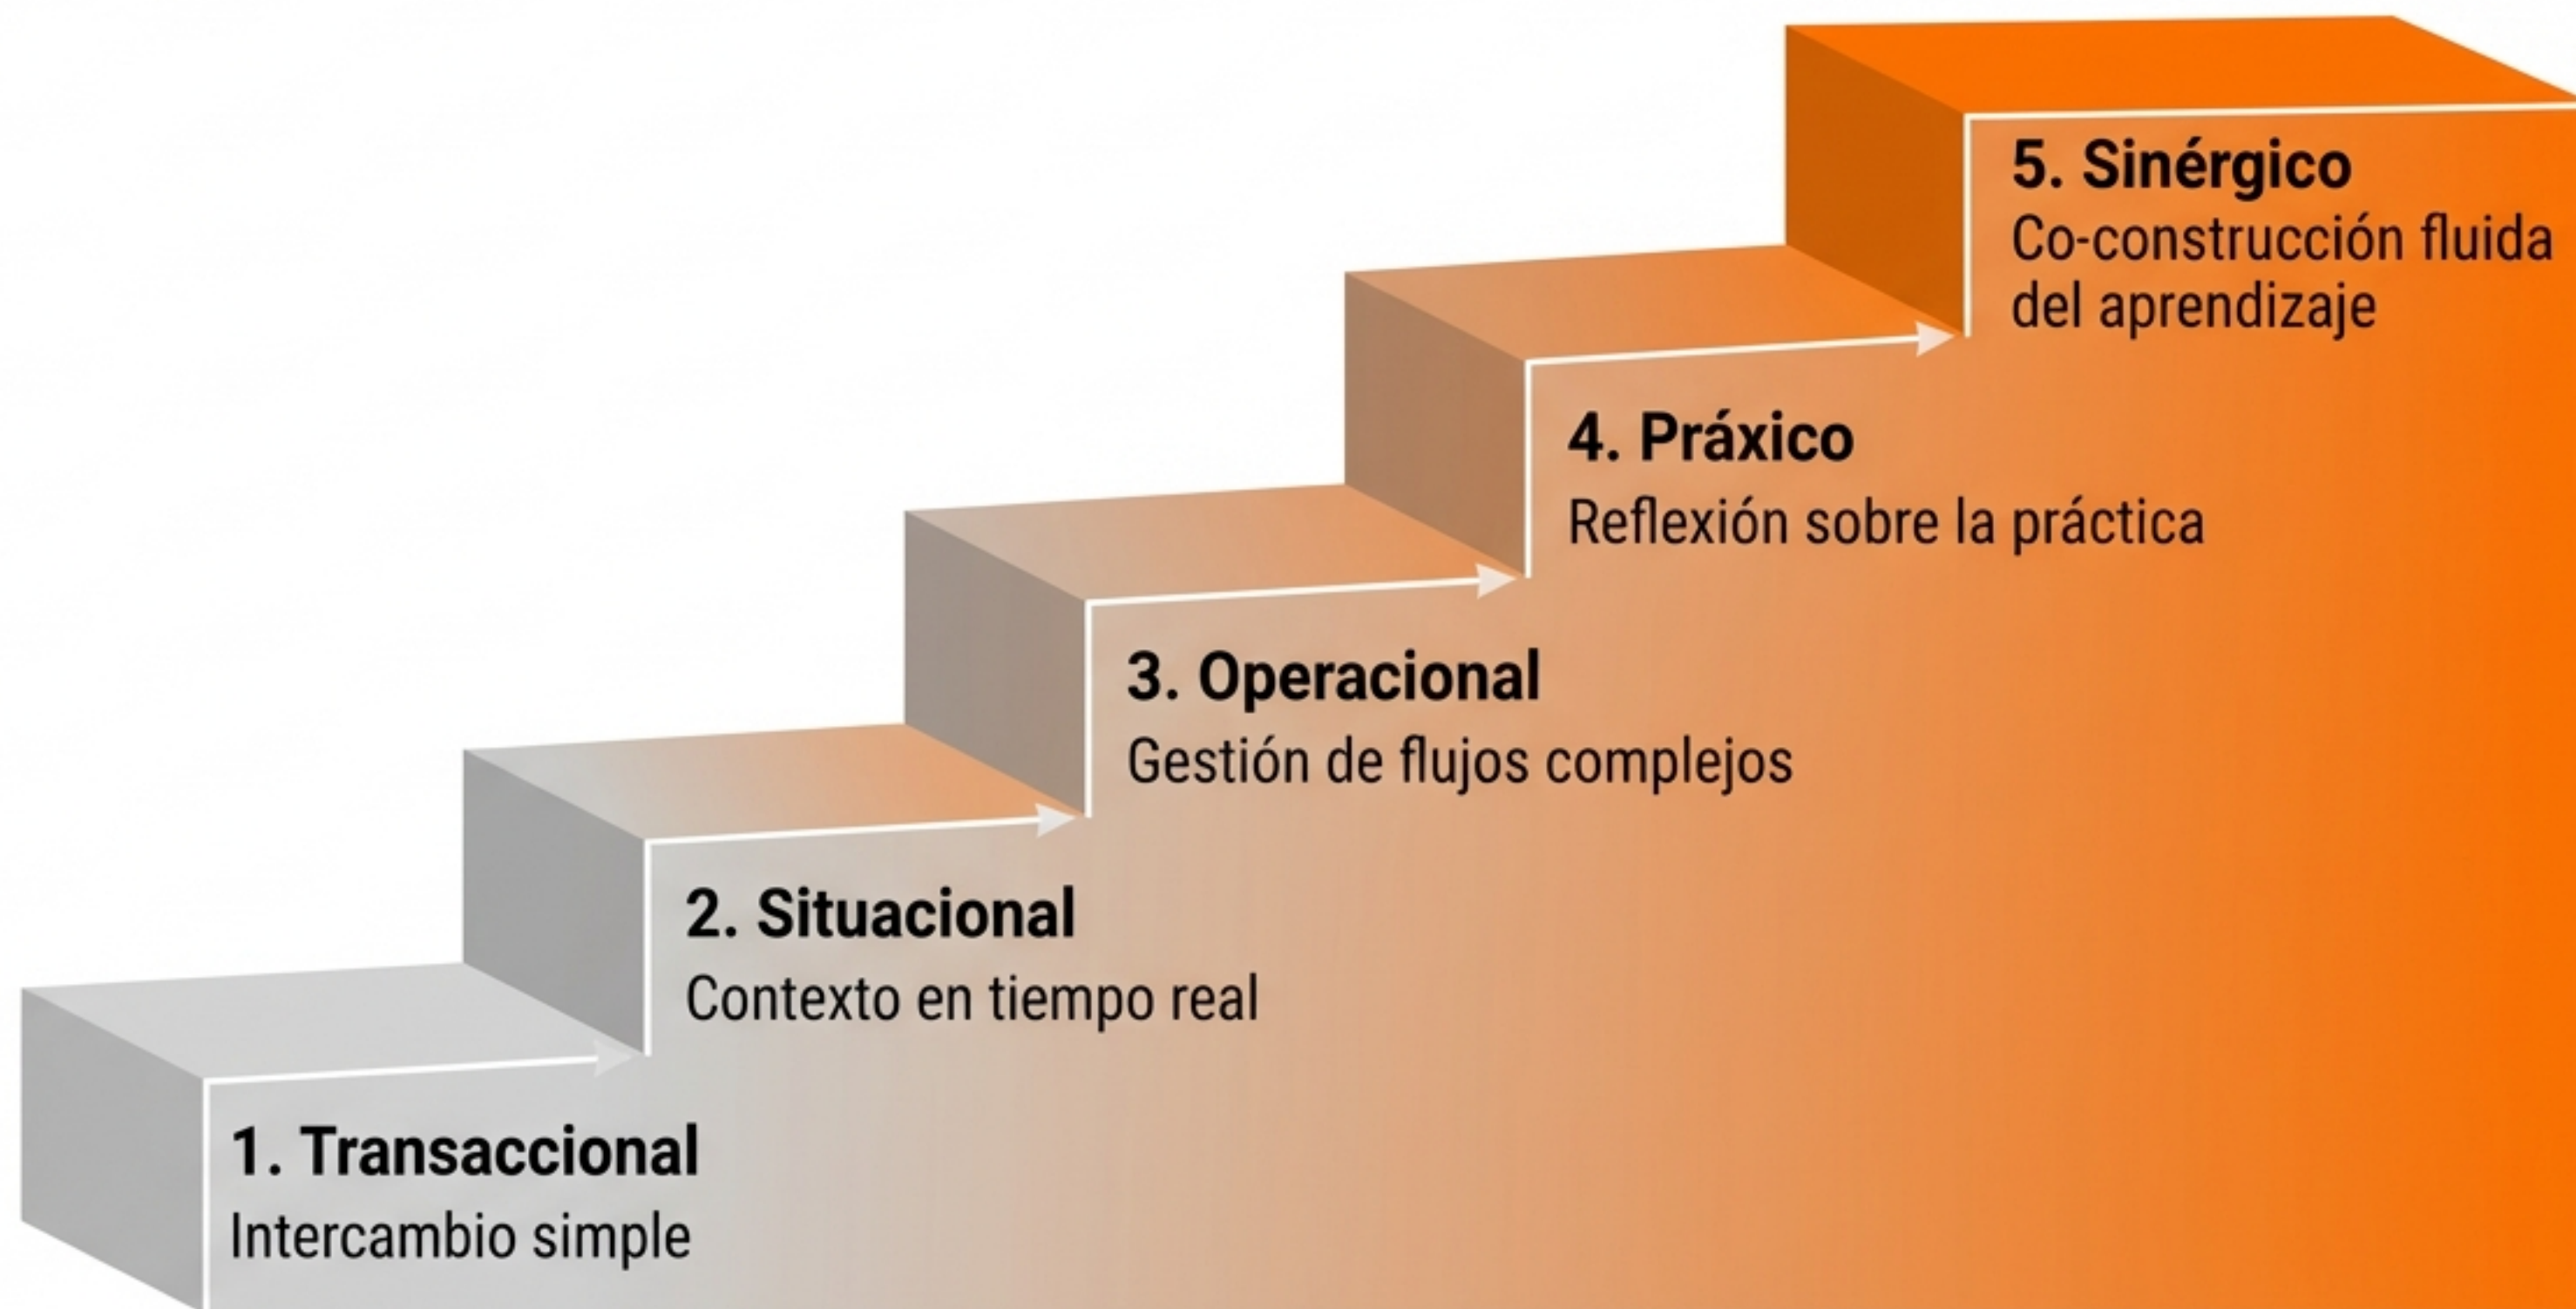 5. Sinérgico
Co-construcción fluida
del aprendizaje
4. Práxico
Reflexión sobre la práctica
3. Operacional
Gestión de flujos complejos
2. Situacional
Contexto en tiempo real
1. Transaccional
Intercambio simple